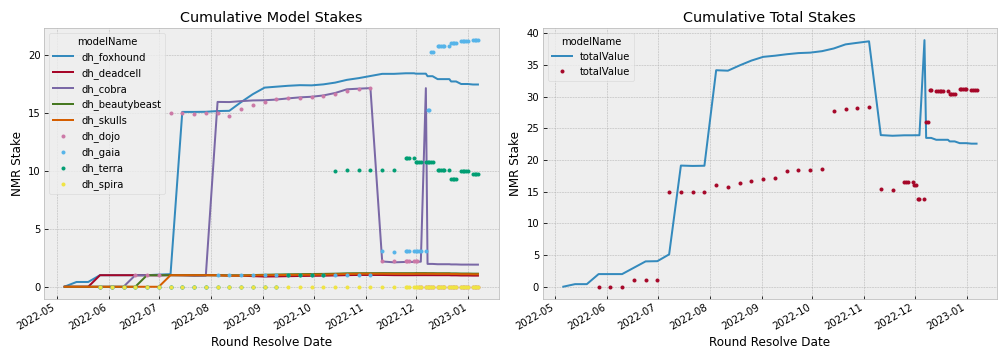 Cumulative Model Stakes
NMR Stake
20
15
10
5
0
modelName
dh_foxhound
dh_deadcell
dh_cobra
dh_beautybeast
dh_skulls
dh_dojo
dh_gaia
dh_terra
dh_spira
2022-05
2022-06
2022-07
2022-08
2022-09
2022-10
2022-11
2022-12
2023-01
Round Resolve Date
Cumulative Total Stakes
NMR Stake
40
35
30
25
20
15
10
5
0
modelName
totalValue
totalValue
2022-05
2022-06
2022-07
2022-08
2022-09
2022-10
2022-11
2022-12
2023-01
Round Resolve Date